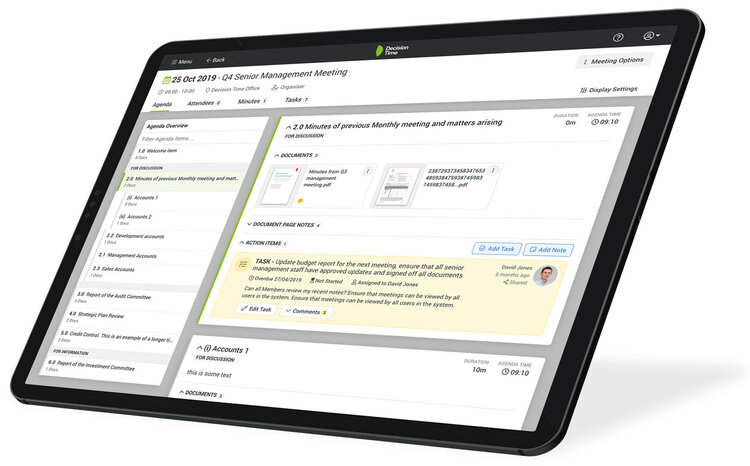 Menu
Back
Decision
Time
25 Oct 2019 - Q4 Senior Management Meeting
09:00 - 10:00 Decision Time Office Organiser
Meeting Options
Display Settings
Agenda Attendees 8 Minutes 1 Tasks 7
Agenda Overview
Filter Agenda Items ...
1.0 Welcome item
0 Docs
FOR DISCUSSION
2.0 Minutes of previous Monthly meeting and matt...
2 Docs
(i) Accounts 1
3 Docs
(ii) Accounts 2
5 Docs
2.2 Development accounts
2.1 Management Accounts
2.3 Sales Accounts
3.0 Report of the Audit Committee
4.0 Strategic Plan Review
5.0 Credit Control. This is an example of a longer ti...
FOR INFORMATION
6.0 Report of the Investment Committee
1 Docs
2.0 Minutes of previous Monthly meeting and matters arising
FOR DISCUSSION
DURATION
0m
AGENDA TIME
09:10
DOCUMENTS 2
Minutes from Q3
management
meeting.pdf
238729373458347653
485938475938745983
7459837458...pdf
DOCUMENT PAGE NOTES 4
ACTION ITEMS 1
Add Task
Add Note
TASK - Update budget report for the next meeting, ensure that all senior
management staff have approved updates and signed off all documents
Overdue 27/04/2019 Not Started Assigned to David Jones
Can all Members review my recent notes? Ensure that meetings can be viewed by all
users in the system. Ensure that meetings can be viewed by all users in the system.
David Jones
6 months ago
Shared
Edit Task
Comments 3
(i) Accounts 1
FOR DISCUSSION
DURATION
10m
AGENDA TIME
09:10
this is some text
DOCUMENTS 3